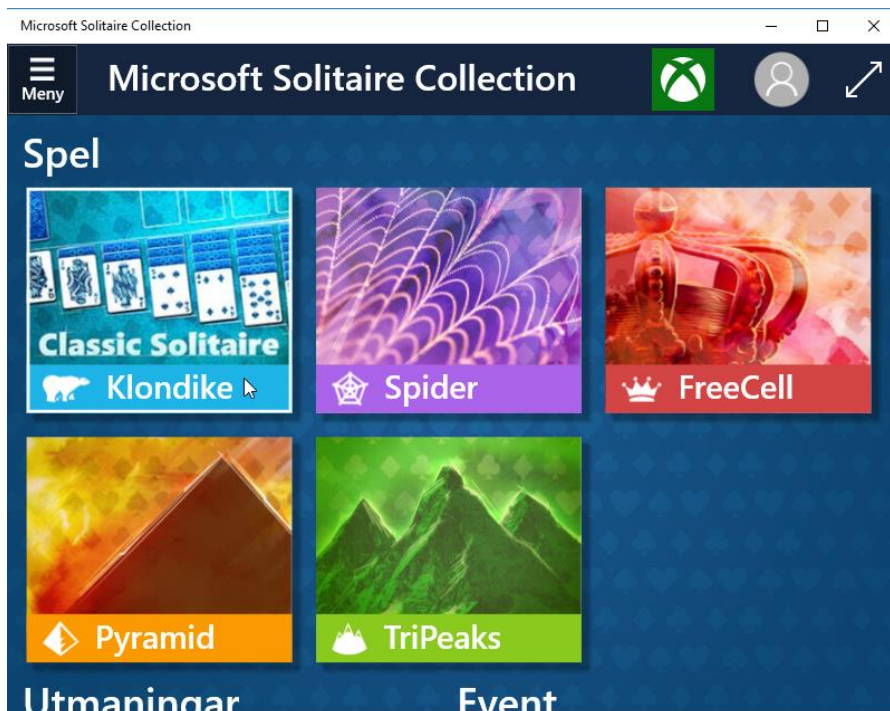 Microsoft Solitaire Collection
Meny
Microsoft Solitaire Collection
Spel
Classic Solitaire
Klondike
Spider
FreeCell
Pyramid
TriPeaks
Utmaningar
Event